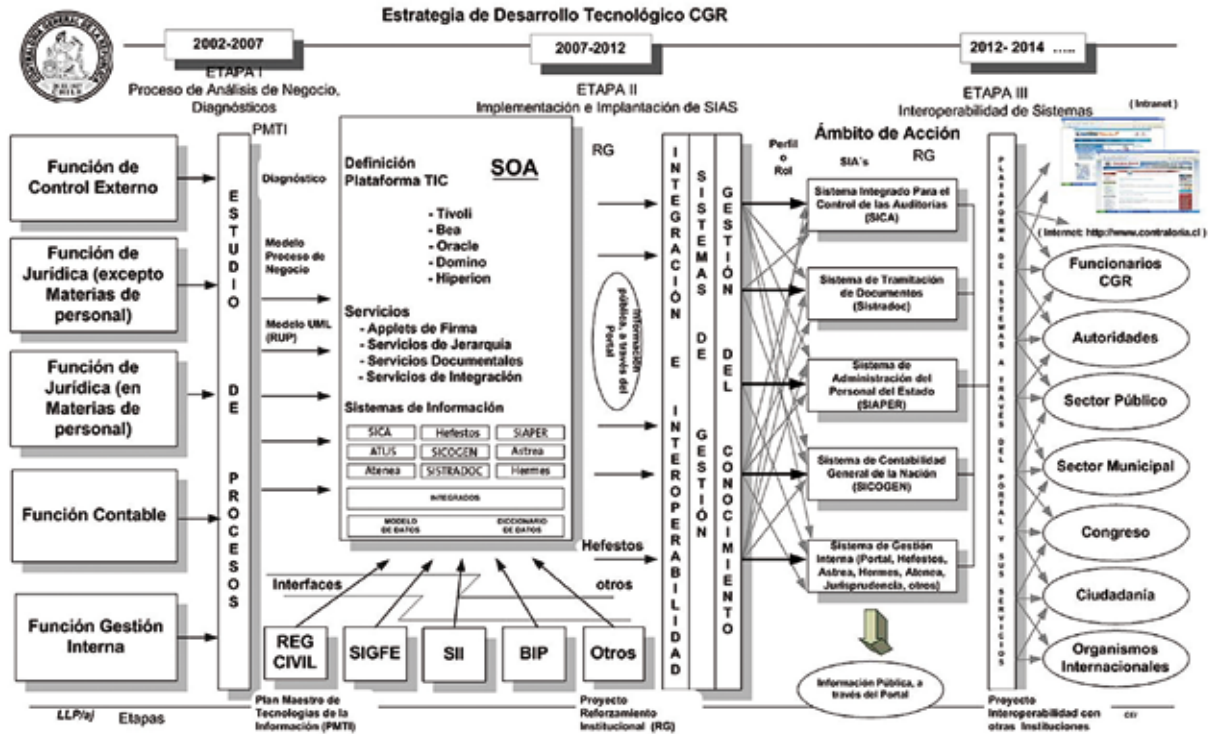 Estrategia de Desarrollo Tecnológico CGR
CONTRALORIA GENERAL DE LA REPUBLICA
CHILE
2002-2007
2007-2012
2012- 2014 .....
ETAPA I
Proceso de Análisis de Negocio,
Diagnósticos
ETAPA II
Implementación e Implantación de SIAS
ETAPA III
Interoperabilidad de Sistemas
( Intranet )
Función de
Control Externo
Función de
Jurídica (excepto
Materias de
personal)
Función de
Jurídica (en
Materias de
personal)
Función Contable
Función Gestión
Interna
ESTUDIO DE PROCESOS
PMTI
Diagnóstico
Modelo
Proceso de
Negocio
Modelo UML
(RUP)
Definición
Plataforma TIC
SOA
- Tivoli
- Bea
- Oracle
- Domino
- Hiperion
Servicios
- Applets de Firma
- Servicios de Jerarquía
- Servicios Documentales
- Servicios de Integración
Sistemas de Información
SICA Hefestos SIAPER
ATUS SICOGEN Astrea
Atenea SISTRADOC Hermes
INTEGRADOS
MODELO
DE DATOS
DICCIONARIO
DE DATOS
Interfaces
otros
REG
CIVIL
SIGFE
SII
BIP
Otros
RG
Información
pública, a través del
Portal
Hefestos
INTEGRACIÓN E INTEROPERABILIDAD
SISTEMAS DE GESTIÓN
GESTIÓN DEL CONOCIMIENTO
Perfil
o
Rol
Ámbito de Acción
SIA´s
RG
Sistema Integrado Para el
Control de las Auditorías
(SICA)
Sistema de Tramitación
de Documentos
(Sistradoc)
Sistema de
Administración del
Personal del Estado
(SIAPER)
Sistema de Contabilidad
General de la Nación
(SICOGEN)
Sistema de Gestión
Interna (Portal, Hefestos,
Astrea, Hermes, Atenea,
Jurisprudencia, otros)
Información Pública, a
través del Portal
PLATAFORMA DE SISTEMAS A TRAVÉS DEL PORTAL Y SUS SERVICIOS
( Internet: http://www.contraloria.cl )
Funcionarios
CGR
Autoridades
Sector Público
Sector Municipal
Congreso
Ciudadanía
Organismos
Internacionales
LLP/aj
Etapas
Plan Maestro de
Tecnologías de la
Información (PMTI)
Proyecto
Reforzamiento
Institucional (RG)
Proyecto
Interoperabilidad con
otras Instituciones